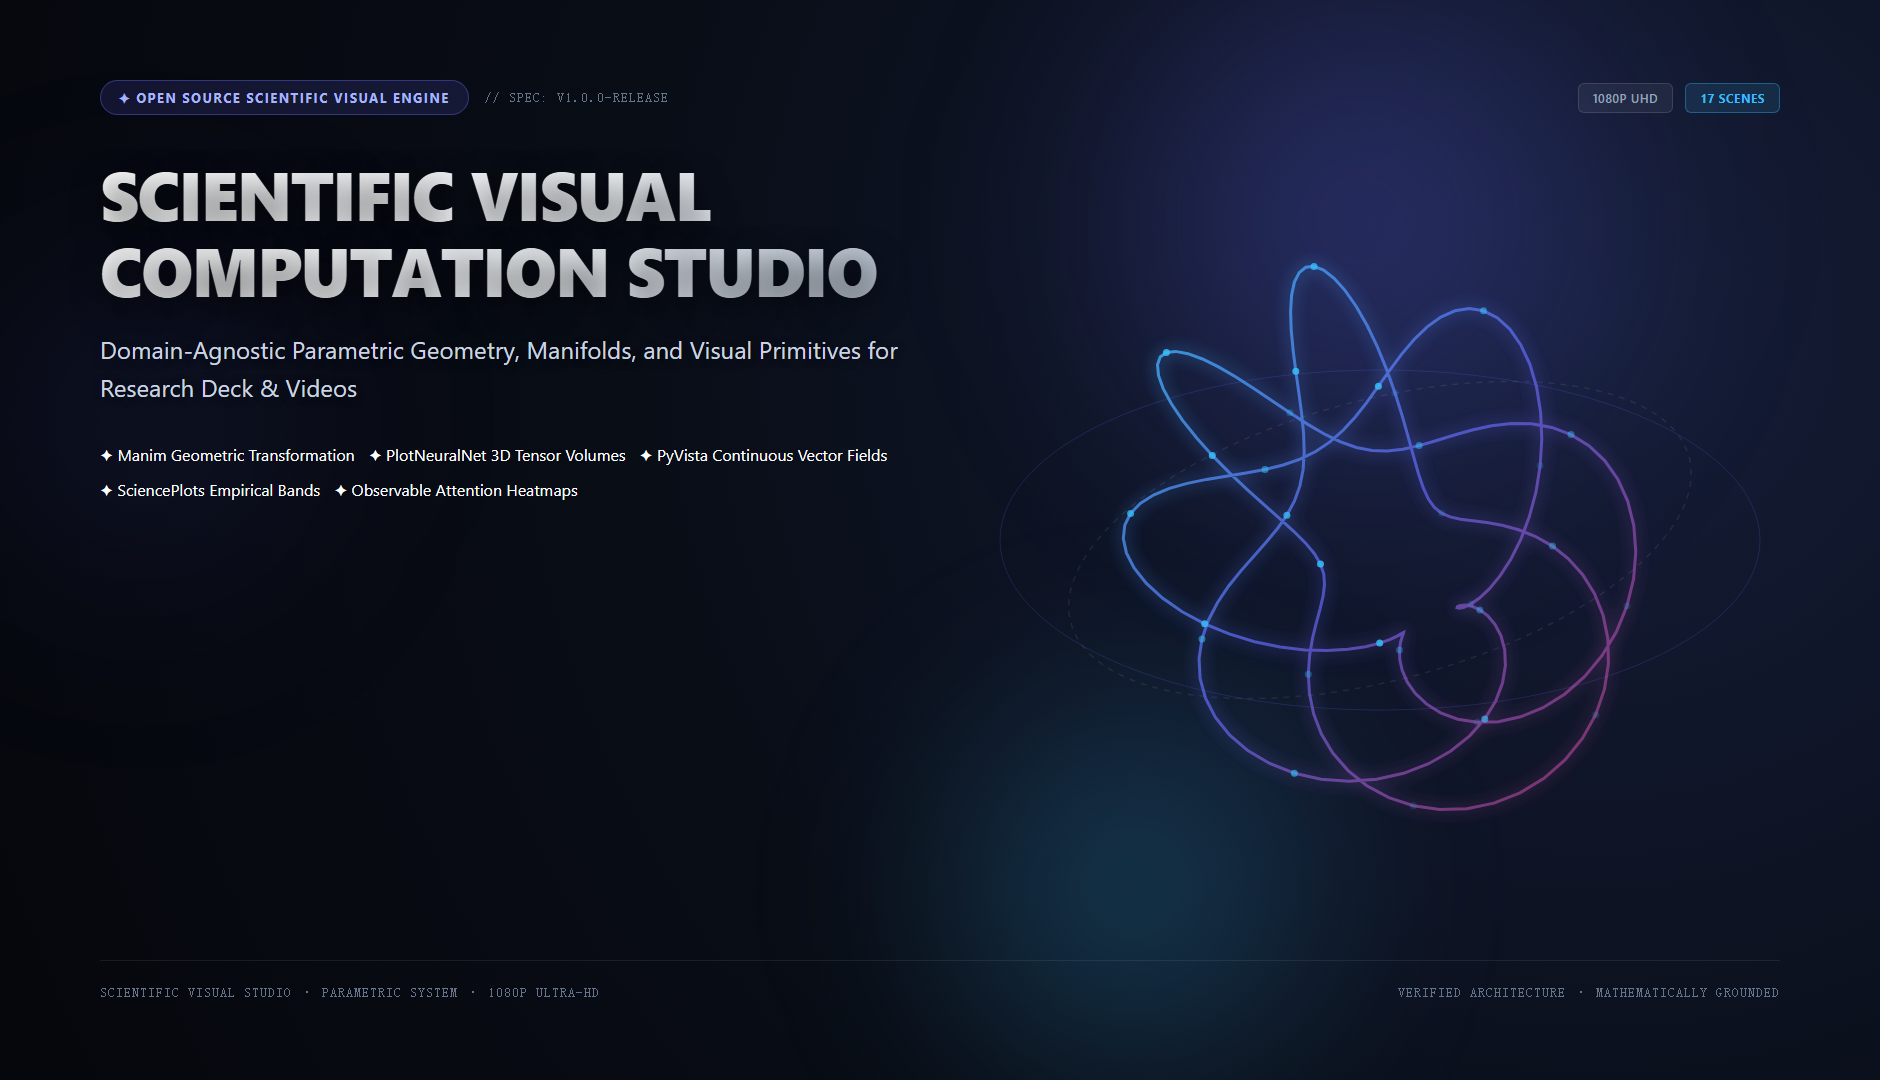 ✦ OPEN SOURCE SCIENTIFIC VISUAL ENGINE
// SPEC: V1.0.0-RELEASE
1080P UHD
17 SCENES
SCIENTIFIC VISUAL
COMPUTATION STUDIO
Domain-Agnostic Parametric Geometry, Manifolds, and Visual Primitives for
Research Deck & Videos
✦ Manim Geometric Transformation ✦ PlotNeuralNet 3D Tensor Volumes ✦ PyVista Continuous Vector Fields
✦ SciencePlots Empirical Bands ✦ Observable Attention Heatmaps
SCIENTIFIC VISUAL STUDIO · PARAMETRIC SYSTEM · 1080P ULTRA-HD
VERIFIED ARCHITECTURE · MATHEMATICALLY GROUNDED